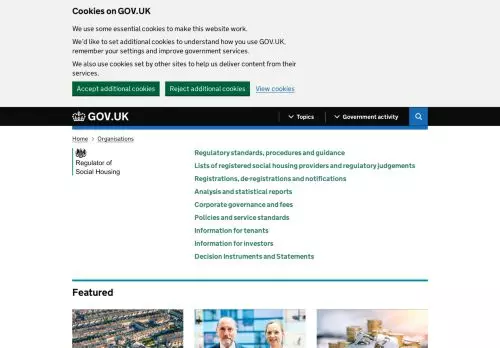 Cookies on GOV.UK
We use some essential cookies to make this website work.
We'd like to set additional cookies to understand how you use GOV.UK,
remember your settings and improve government services.
We also use cookies set by other sites to help us deliver content from their
services.
Accept additional cookies
Reject additional cookies
View cookies
GOV.UK
Topics
Government activity
Home > Organisations
Regulator of
Social Housing
Regulatory standards, procedures and guidance
Lists of registered social housing providers and regulatory judgements
Registrations, de-registrations and notifications
Analysis and statistical reports
Corporate governance and fees
Policies and service standards
Information for tenants
Information for investors
Decision Instruments and Statements
Featured